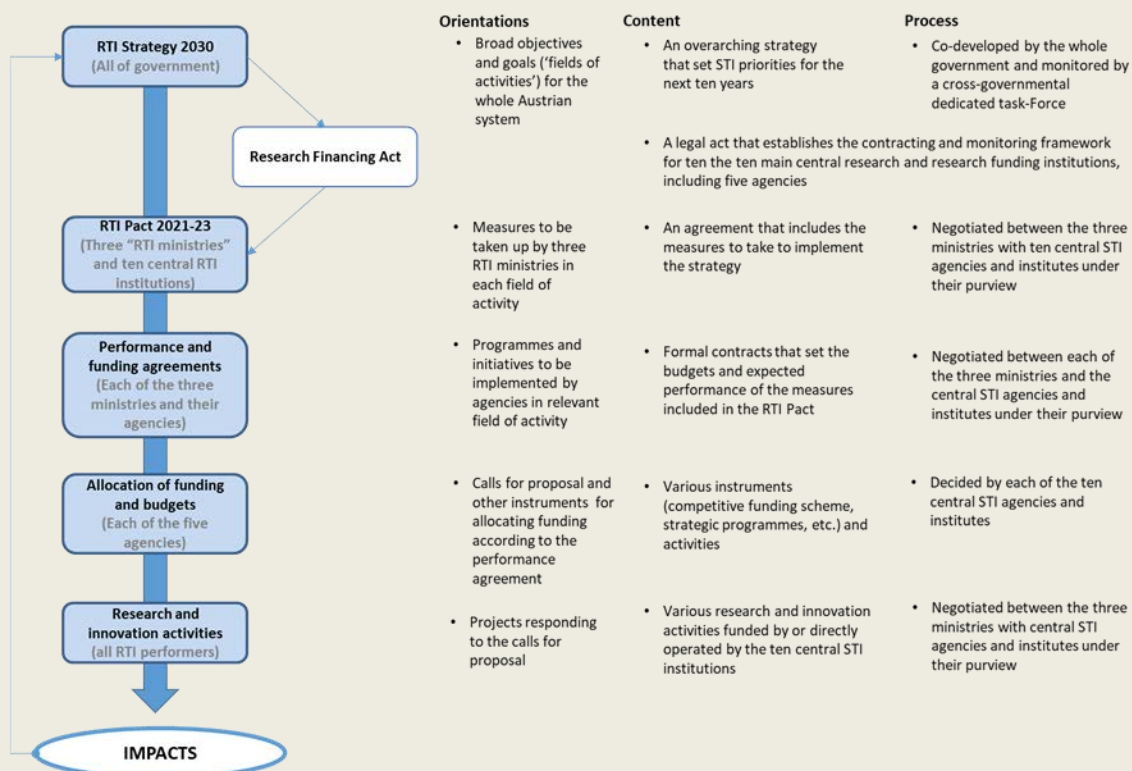 RTI Strategy 2030
(All of government)
Research Financing Act
RTI Pact 2021-23
(Three “RTI ministries”
and ten central RTI
institutions)
Performance and
funding agreements
(Each of the three
ministries and their
agencies)
Allocation of funding
and budgets
(Each of the five
agencies)
Research and
innovation activities
(all RTI performers)
IMPACTS
Orientations
• Broad objectives
and goals (‘fields of
activities’) for the
whole Austrian
system
• Measures to be
taken up by three
RTI ministries in
each field of
activity
• Programmes and
initiatives to be
implemented by
agencies in relevant
field of activity
• Calls for proposal and
other instruments for
allocating funding
according to the
performance
agreement
• Projects responding
to the calls for
proposal
Content
• An overarching strategy
that set STI priorities for the
next ten years
• A legal act that establishes the contracting and monitoring framework
for ten the ten main central research and research funding institutions,
including five agencies
• An agreement that includes the
measures to take to implement
the strategy
• Formal contracts that set the
budgets and expected
performance of the measures
included in the RTI Pact
• Various instruments
(competitive funding scheme,
strategic programmes, etc.) and
activities
• Various research and innovation
activities funded by or directly
operated by the ten central STI
institutions
Process
• Co-developed by the whole
government and monitored by
a cross-governmental
dedicated task-Force
• Negotiated between the three
ministries with ten central STI
agencies and institutes under
their purview
• Negotiated between each of
the three ministries and the
central STI agencies and
institutes under their purview
• Decided by each of the ten
central STI agencies and
institutes
• Negotiated between the three
ministries with central STI
agencies and institutes under
their purview